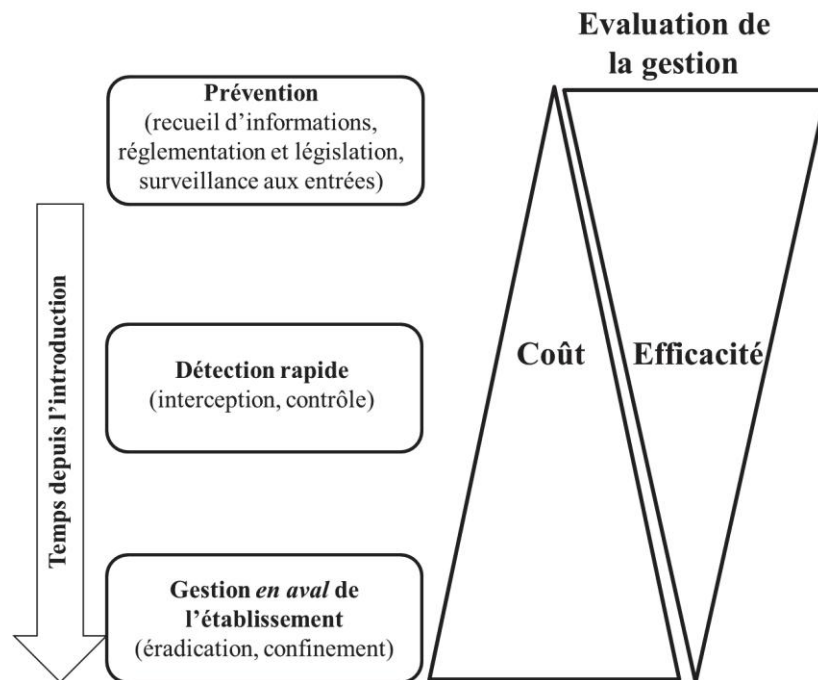 Evaluation de
la gestion
Prévention
(recueil d’informations,
réglementation et législation,
surveillance aux entrées)
Temps depuis l’introduction
Détection rapide
(interception, contrôle)
Coût
Efficacité
Gestion en aval de
l’établissement
(éradication, confinement)